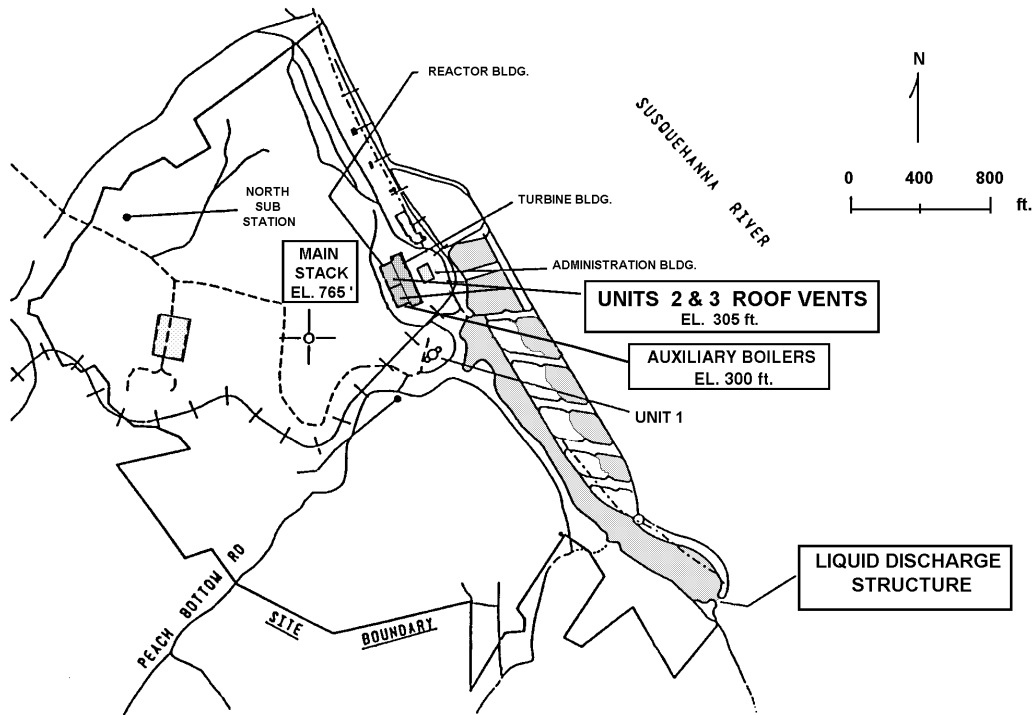 REACTOR BLDG.
SUSQUEHANNA RIVER
N
0 400 800
ft.
NORTH
SUB
STATION
TURBINE BLDG.
MAIN
STACK
EL. 765 '
ADMINISTRATION BLDG.
UNITS 2 & 3 ROOF VENTS
EL. 305 ft.
AUXILIARY BOILERS
EL. 300 ft.
UNIT 1
LIQUID DISCHARGE
STRUCTURE
PEACH BOTTOM RD
SITE BOUNDARY